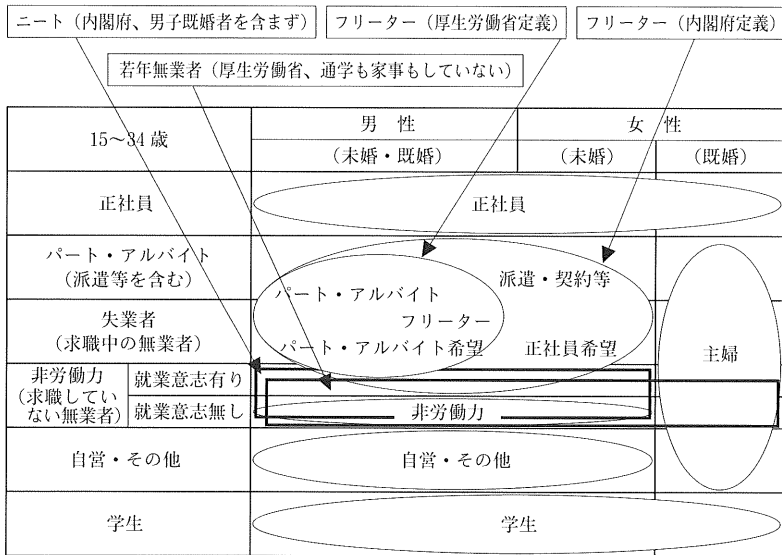 ニート（内閣府、男子既婚者を含まず）
フリーター（厚生労働省定義）
フリーター（内閣府定義）
若年無業者（厚生労働省、通学も家事もしていない）
15～34歳
男 性
女 性
（未婚・既婚）
（未婚）
（既婚）
正社員
正社員
パート・アルバイト
（派遣等を含む）
パート・アルバイト
派遣・契約等
失業者
（求職中の無業者）
フリーター
パート・アルバイト希望
正社員希望
主婦
非労働力
（求職してい
ない無業者）
就業意志有り
就業意志無し
非労働力
自営・その他
自営・その他
学生
学生